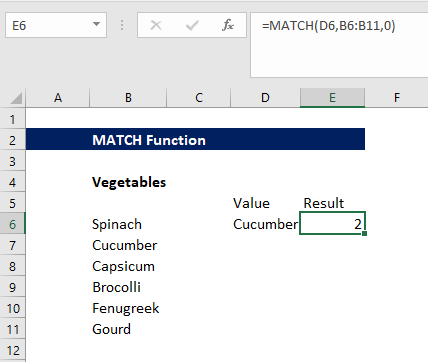 E6 fx =MATCH(D6,B6:B11,0)
A B C D E F
1
2 MATCH Function
3
4 Vegetables
5 Value Result
6 Spinach Cucumber 2
7 Cucumber
8 Capsicum
9 Brocolli
10 Fenugreek
11 Gourd
12